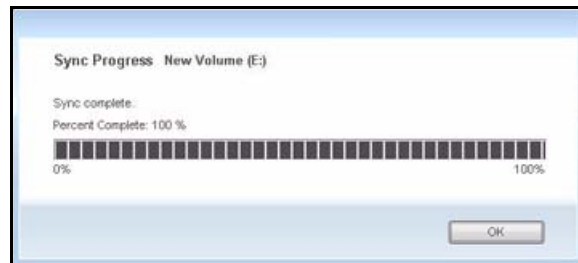 Sync Progress New Volume (E:)
Sync complete.
Percent Complete: 100 %
0% 100%
OK